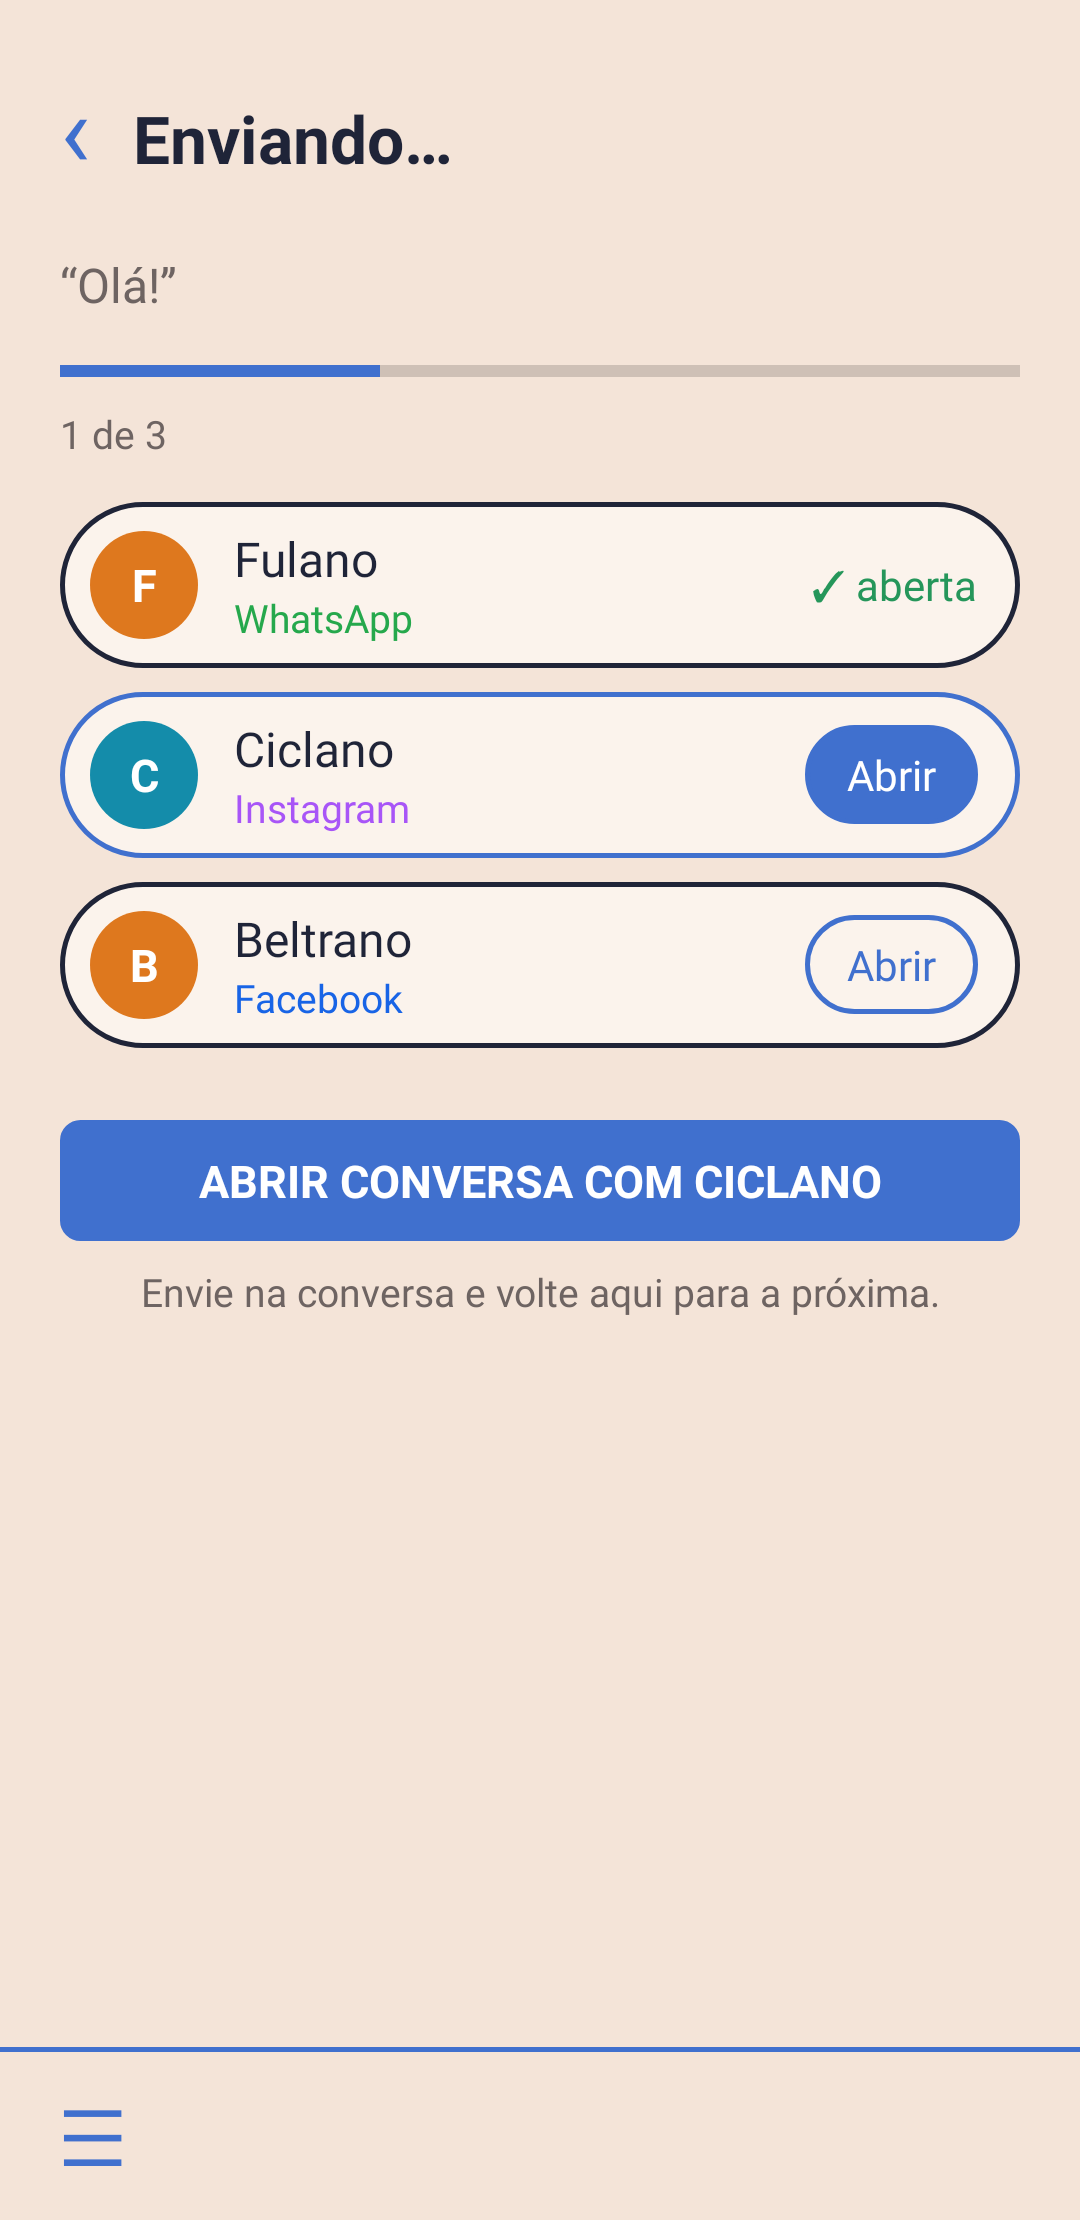 ‹ Enviando…
“Olá!”
1 de 3
F
Fulano
WhatsApp
✓ aberta
C
Ciclano
Instagram
Abrir
B
Beltrano
Facebook
Abrir
ABRIR CONVERSA COM CICLANO
Envie na conversa e volte aqui para a próxima.